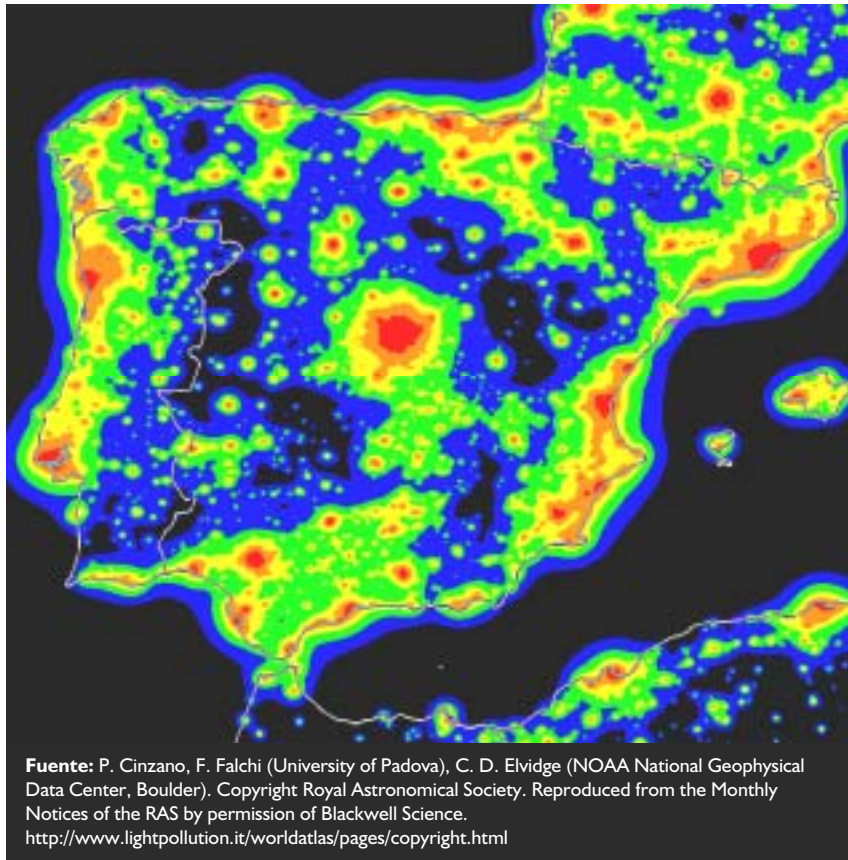 Fuente: P. Cinzano, F. Falchi (University of Padova), C. D. Elvidge (NOAA National Geophysical
Data Center, Boulder). Copyright Royal Astronomical Society. Reproduced from the Monthly
Notices of the RAS by permission of Blackwell Science.
http://www.lightpollution.it/worldatlas/pages/copyright.html